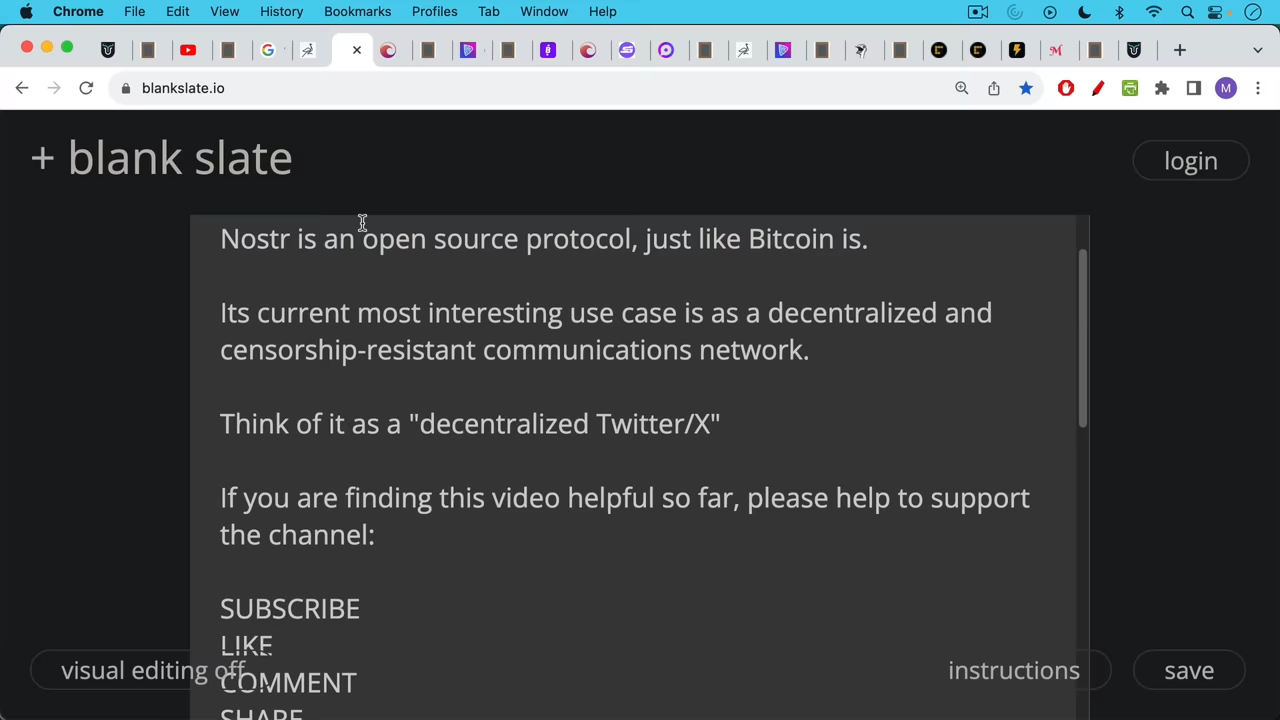 Chrome File Edit View History Bookmarks Profiles Tab Window Help
blankslate.io
M
+ blank slate
login
Nostr is an open source protocol, just like Bitcoin is.
Its current most interesting use case is as a decentralized and
censorship-resistant communications network.
Think of it as a "decentralized Twitter/X"
If you are finding this video helpful so far, please help to support
the channel:
SUBSCRIBE
LIKE
visual editing off
COMMENT
instructions
save
SHARE